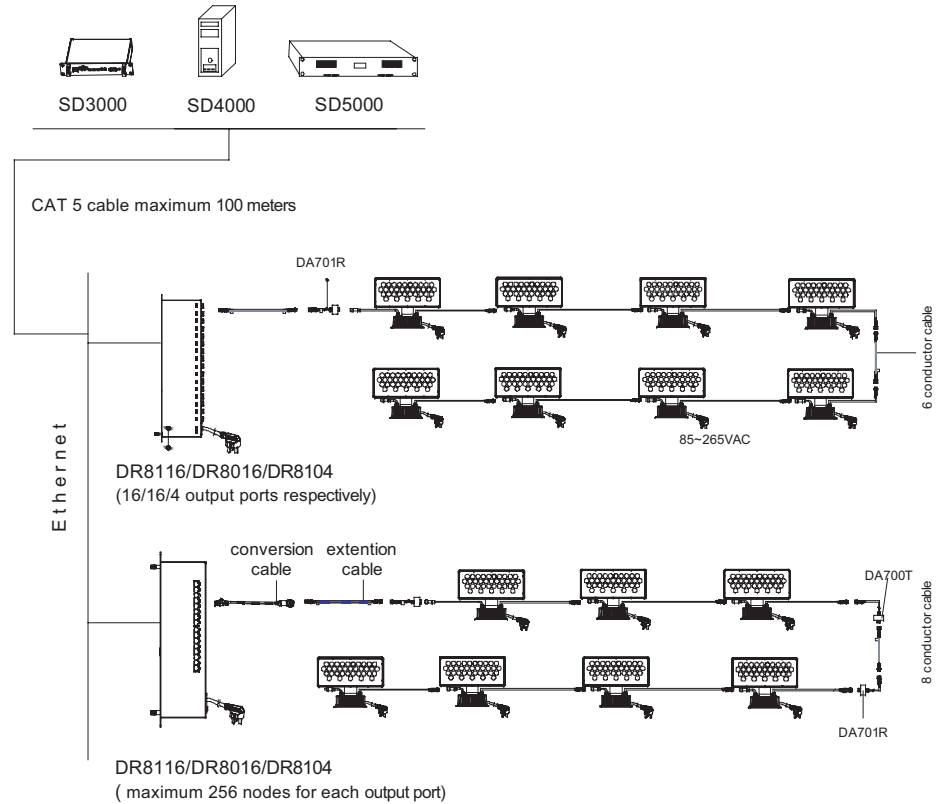 SD3000
SD4000
SD5000
CAT 5 cable maximum 100 meters
DA701R
6 conductor cable
85~265VAC
Ethernet
DR8116/DR8016/DR8104
(16/16/4 output ports respectively)
conversion cable
extention cable
DA700T
8 conductor cable
DA701R
DR8116/DR8016/DR8104
( maximum 256 nodes for each output port)